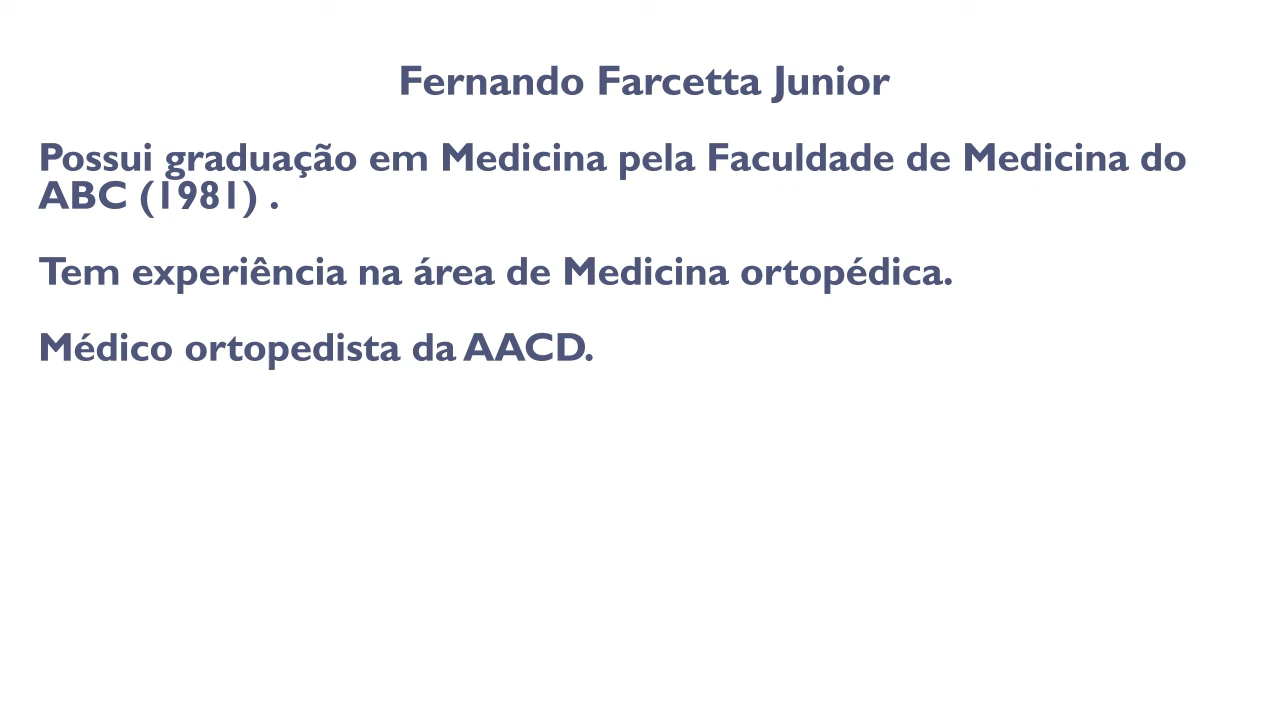 Fernando Farcetta Junior
Possui graduação em Medicina pela Faculdade de Medicina do
ABC (1981) .
Tem experiência na área de Medicina ortopédica.
Médico ortopedista da AACD.